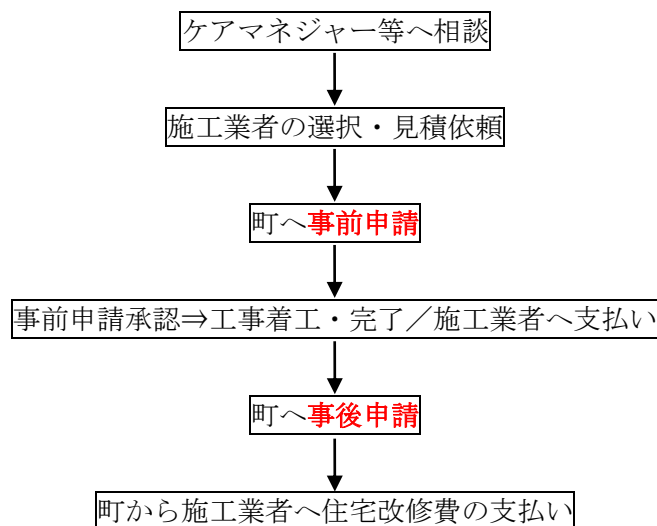 ケアマネジャー等へ相談
施工業者の選択・見積依頼
町へ事前申請
事前申請承認⇒工事着工・完了／施工業者へ支払い
町へ事後申請
町から施工業者へ住宅改修費の支払い